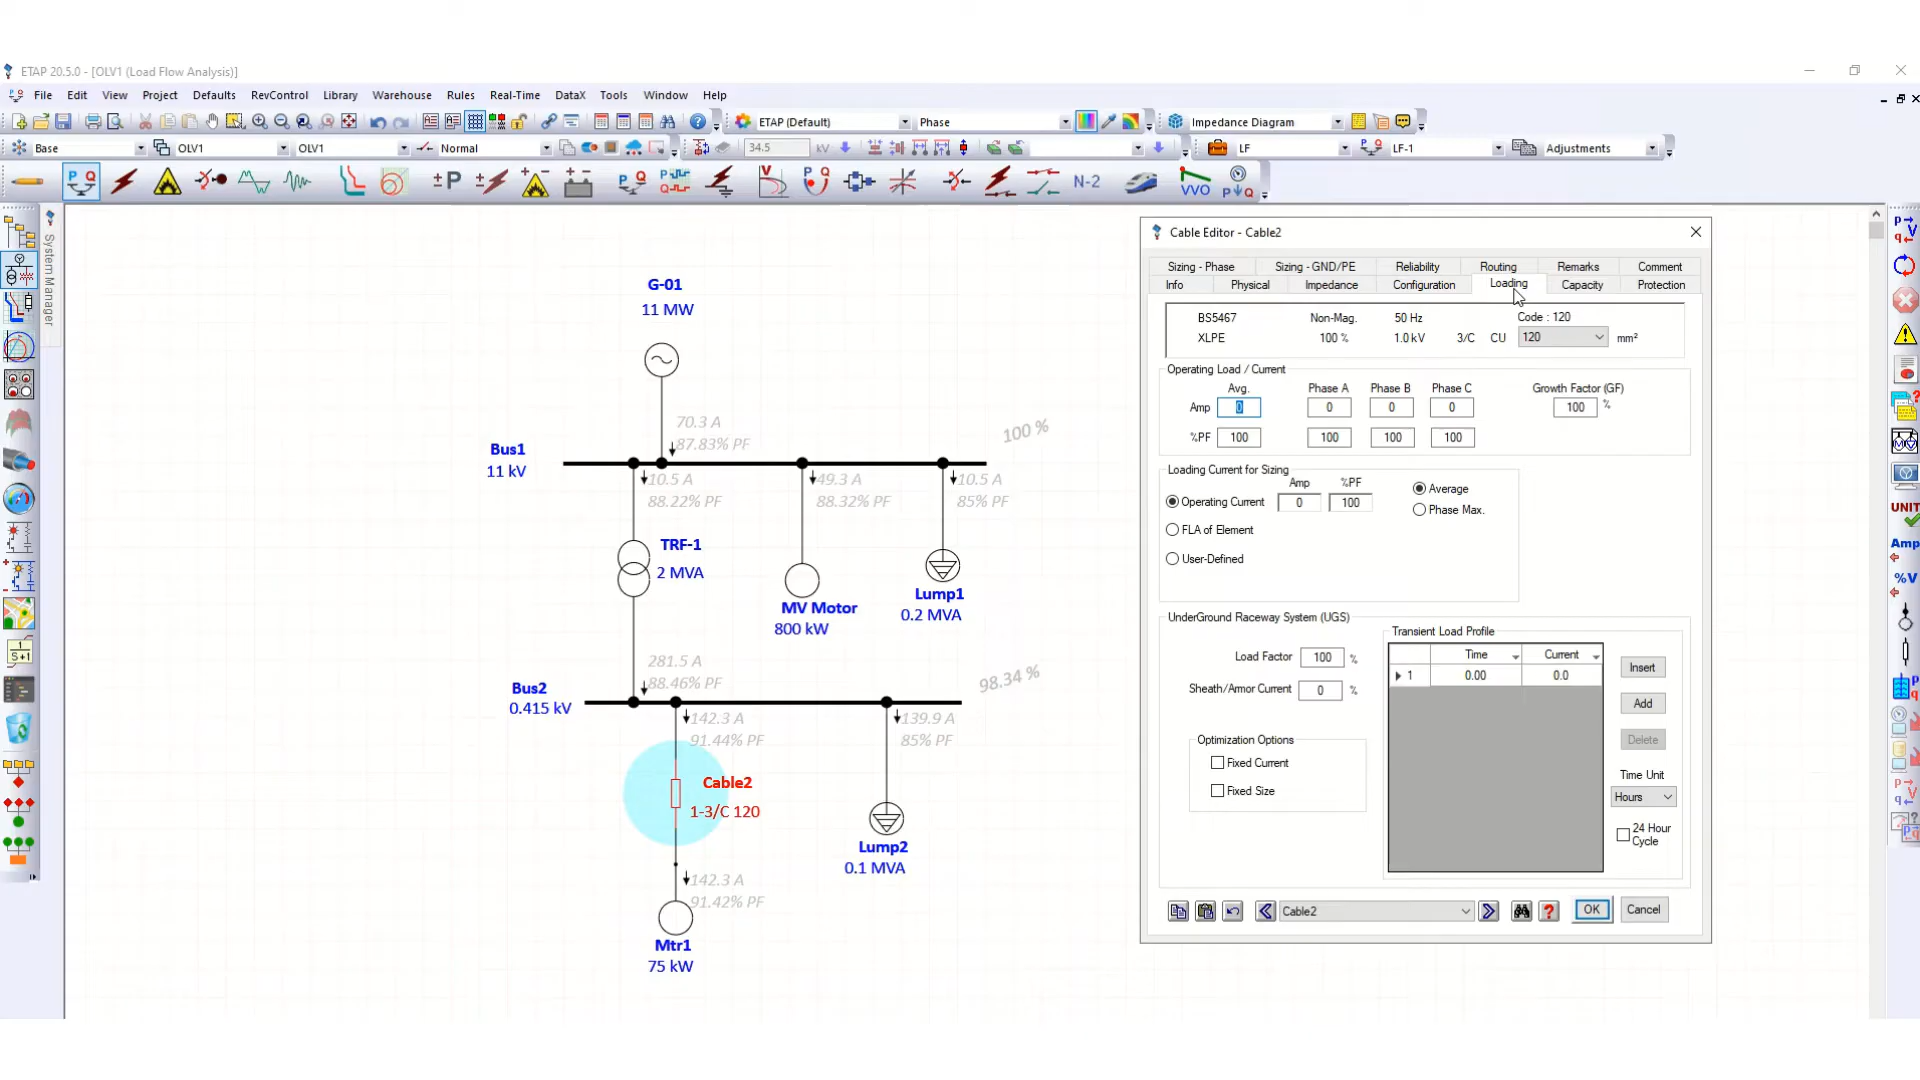 ETAP 20.5.0 - [OLV1 (Load Flow Analysis)]
File Edit View Project Defaults RevControl Library Warehouse Rules Real-Time DataX Tools Window Help
ETAP (Default) Phase Impedance Diagram
Base OLV1 OLV1 Normal 34.5 kV LF LF-1 Adjustments
P Q ±P P Q N-2 VVO P Q
System Manager
G-01
11 MW
70.3 A
87.83% PF
100 %
Bus1
11 kV
10.5 A
88.22% PF
49.3 A
88.32% PF
10.5 A
85% PF
TRF-1
2 MVA
MV Motor
800 kW
Lump1
0.2 MVA
281.5 A
88.46% PF
98.34 %
Bus2
0.415 kV
142.3 A
91.44% PF
139.9 A
85% PF
Cable2
1-3/C 120
Lump2
0.1 MVA
142.3 A
91.42% PF
Mtr1
75 kW
Cable Editor - Cable2
Sizing - Phase Sizing - GND/PE Reliability Routing Remarks Comment
Info Physical Impedance Configuration Loading Capacity Protection
BS5467 Non-Mag. 50 Hz Code : 120
XLPE 100 % 1.0 kV 3/C CU 120 mm²
Operating Load / Current
Avg. Phase A Phase B Phase C Growth Factor (GF)
Amp 0 0 0 0 100 %
%PF 100 100 100 100
Loading Current for Sizing
Amp %PF
Operating Current 0 100
Average
Phase Max.
FLA of Element
User-Defined
UnderGround Raceway System (UGS)
Load Factor 100 %
Sheath/Armor Current 0 %
Optimization Options
Fixed Current
Fixed Size
Transient Load Profile
Time Current
1 0.00 0.0
Insert
Add
Delete
Time Unit
Hours
24 Hour
Cycle
Cable2
OK
Cancel
UNIT
Amp
%V
1
S+1